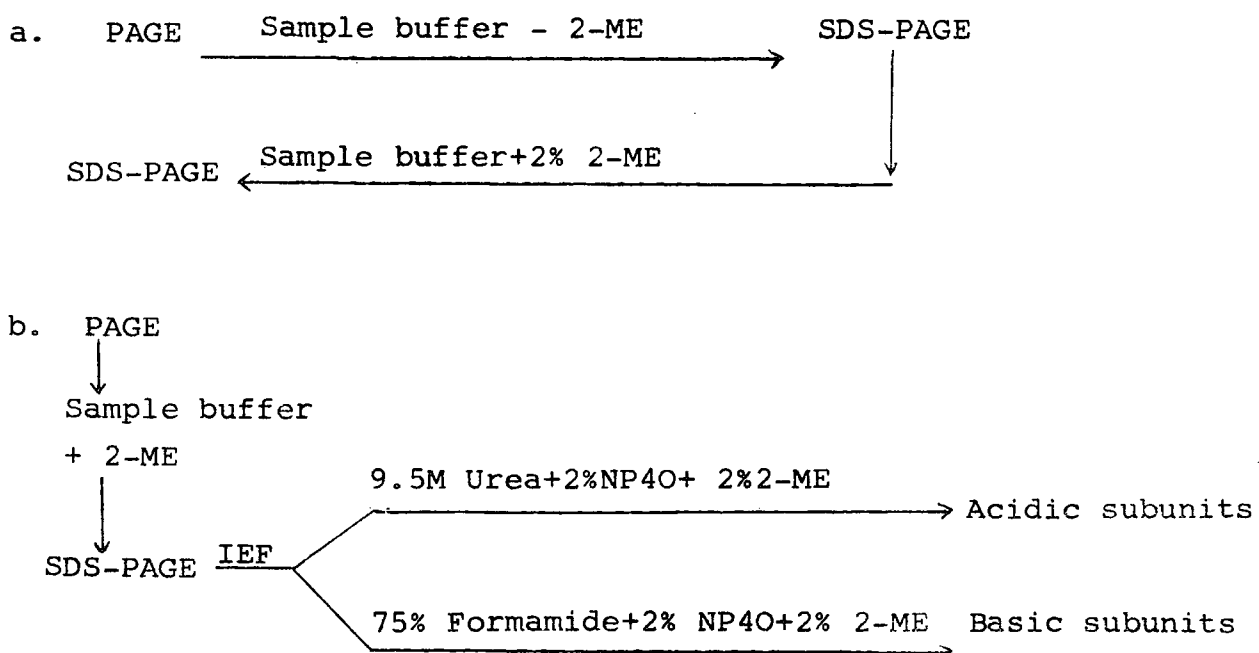 a. PAGE Sample buffer - 2-ME SDS-PAGE
SDS-PAGE Sample buffer+2% 2-ME
b. PAGE
Sample buffer
+ 2-ME
9.5M Urea+2%NP4O+ 2%2-ME
Acidic subunits
SDS-PAGE IEF
75% Formamide+2% NP4O+2% 2-ME Basic subunits